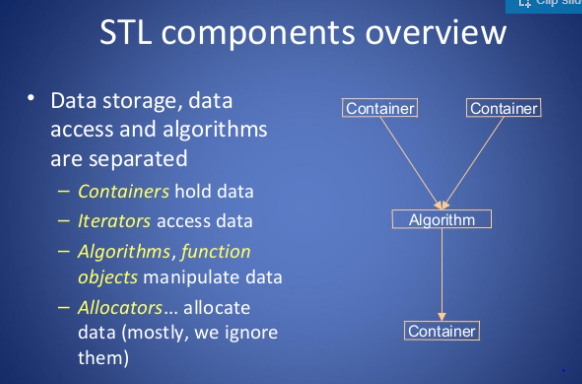 Clip slid
STL components overview
• Data storage, data
access and algorithms
are separated
– Containers hold data
– Iterators access data
– Algorithms, function
objects manipulate data
– Allocators... allocate
data (mostly, we ignore
them)
Container
Container
Algorithm
Container